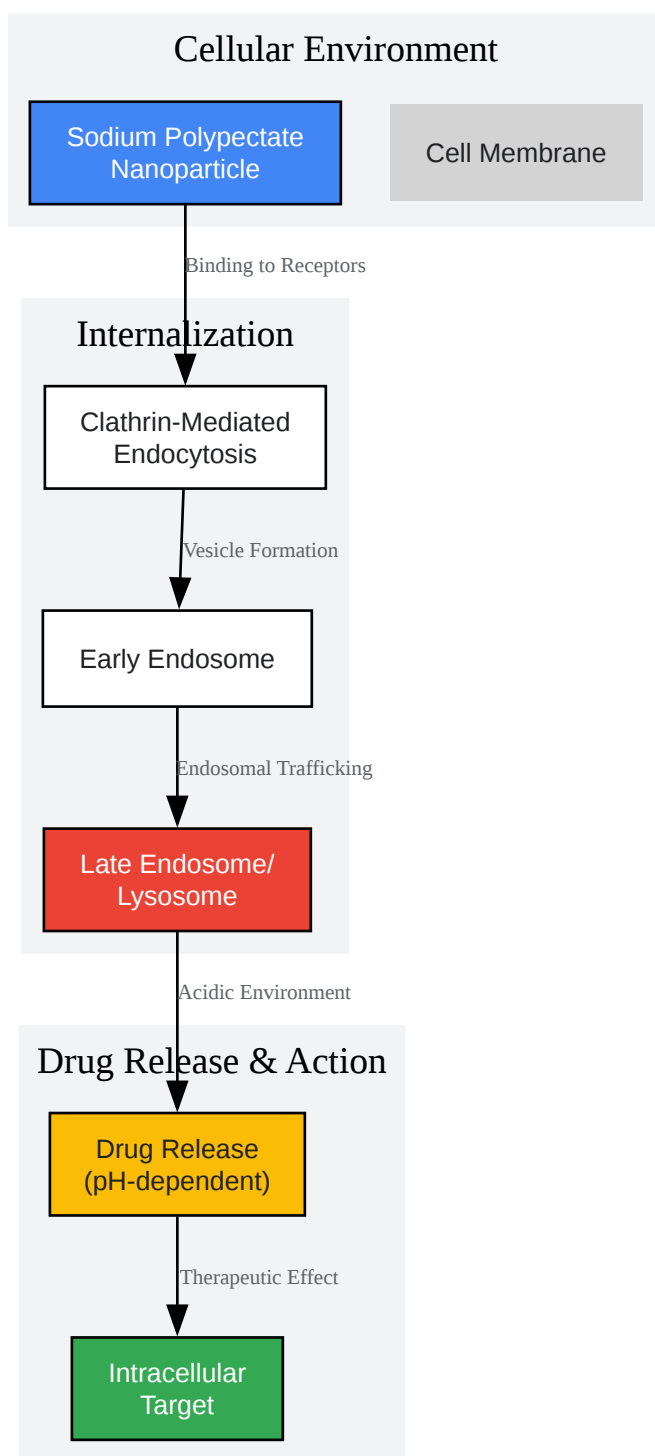 Cellular Environment
Sodium Polypectate
Nanoparticle
Cell Membrane
Binding to Receptors
Internalization
Clathrin-Mediated
Endocytosis
Vesicle Formation
Early Endosome
Endosomal Trafficking
Late Endosome/
Lysosome
Acidic Environment
Drug Release & Action
Drug Release
(pH-dependent)
Therapeutic Effect
Intracellular
Target